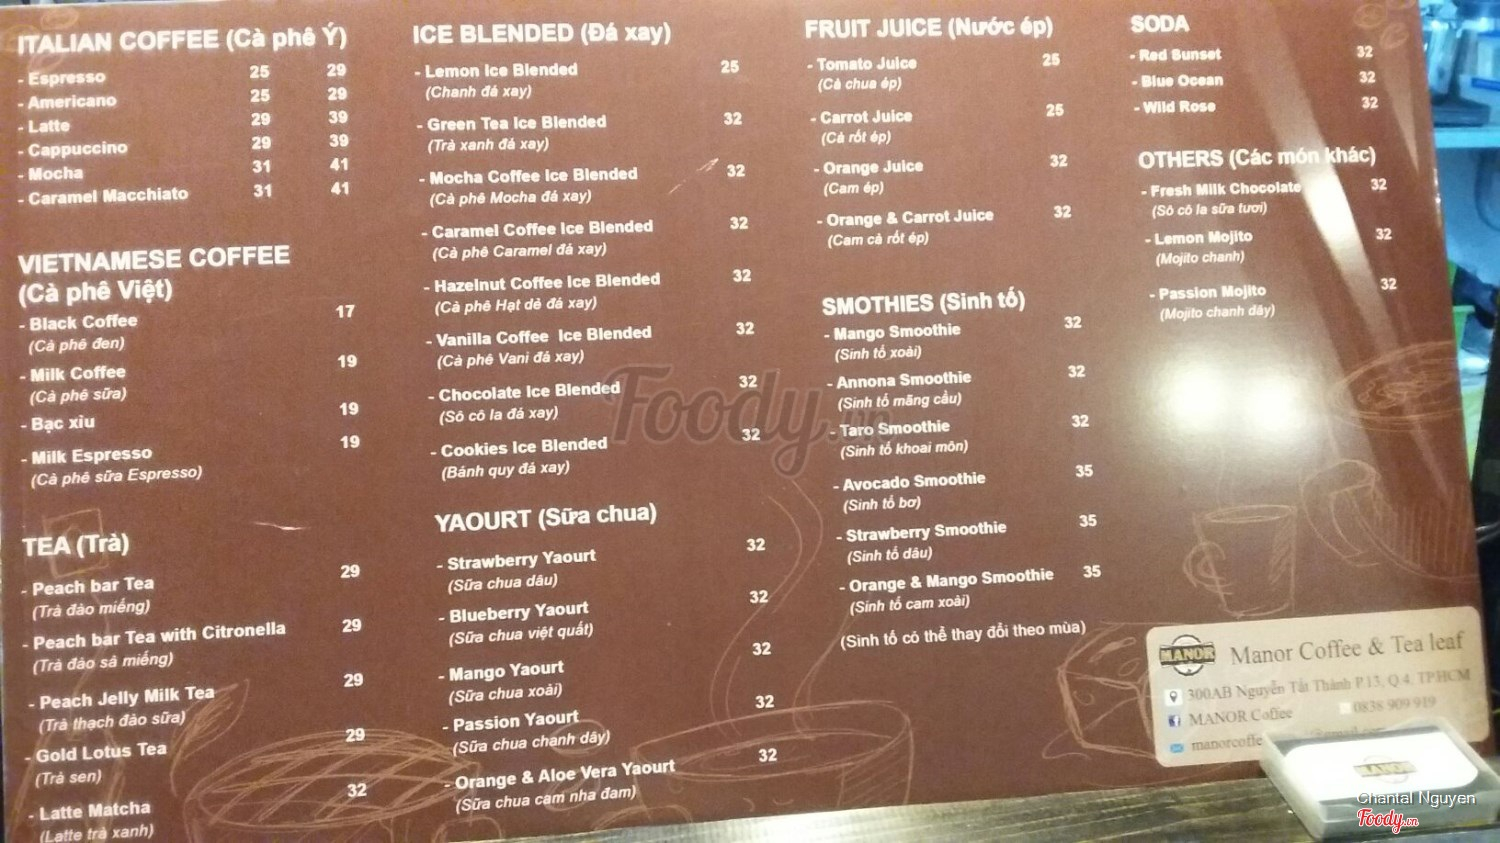 ITALIAN COFFEE (Cà phê Ý)
- Espresso 25 29
- Americano 25 29
- Latte 29 39
- Cappuccino 29 39
- Mocha 31 41
- Caramel Macchiato 31 41
VIETNAMESE COFFEE
(Cà phê Việt)
- Black Coffee 17
(Cà phê đen)
- Milk Coffee 19
(Cà phê sữa)
- Bạc xỉu 19
- Milk Espresso 19
(Cà phê sữa Espresso)
TEA (Trà)
- Peach bar Tea 29
(Trà đào miếng)
- Peach bar Tea with Citronella 29
(Trà đào sả miếng)
- Peach Jelly Milk Tea 29
(Trà thạch đào sữa)
- Gold Lotus Tea 29
(Trà sen)
- Latte Matcha 32
(Latte trà xanh)
ICE BLENDED (Đá xay)
- Lemon Ice Blended 25
(Chanh đá xay)
- Green Tea Ice Blended 32
(Trà xanh đá xay)
- Mocha Coffee Ice Blended 32
(Cà phê Mocha đá xay)
- Caramel Coffee Ice Blended 32
(Cà phê Caramel đá xay)
- Hazelnut Coffee Ice Blended 32
(Cà phê Hạt dẻ đá xay)
- Vanilla Coffee Ice Blended 32
(Cà phê Vani đá xay)
- Chocolate Ice Blended 32
(Sô cô la đá xay)
- Cookies Ice Blended 32
(Bánh quy đá xay)
YAOURT (Sữa chua)
- Strawberry Yaourt 32
(Sữa chua dâu)
- Blueberry Yaourt 32
(Sữa chua việt quất)
- Mango Yaourt 32
(Sữa chua xoài)
- Passion Yaourt 32
(Sữa chua chanh dây)
- Orange & Aloe Vera Yaourt 32
(Sữa chua cam nha đam)
FRUIT JUICE (Nước ép)
- Tomato Juice 25
(Cà chua ép)
- Carrot Juice 25
(Cà rốt ép)
- Orange Juice 32
(Cam ép)
- Orange & Carrot Juice 32
(Cam cà rốt ép)
SMOTHIES (Sinh tố)
- Mango Smoothie 32
(Sinh tố xoài)
- Annona Smoothie 32
(Sinh tố mãng cầu)
- Taro Smoothie 32
(Sinh tố khoai môn)
- Avocado Smoothie 35
(Sinh tố bơ)
- Strawberry Smoothie 35
(Sinh tố dâu)
- Orange & Mango Smoothie 35
(Sinh tố cam xoài)
(Sinh tố có thể thay đổi theo mùa)
SODA
- Red Sunset 32
- Blue Ocean 32
- Wild Rose 32
OTHERS (Các món khác)
- Fresh Milk Chocolate 32
(Sô cô la sữa tươi)
- Lemon Mojito 32
(Mojito chanh)
- Passion Mojito 32
(Mojito chanh dây)
MANOR Manor Coffee & Tea leaf
300AB Nguyễn Tất Thành P.13, Q 4, TP HCM
MANOR Coffee 0838 909 919
manorcoffe
MANOR
Foody.vn
Chantal Nguyen
Foody.vn